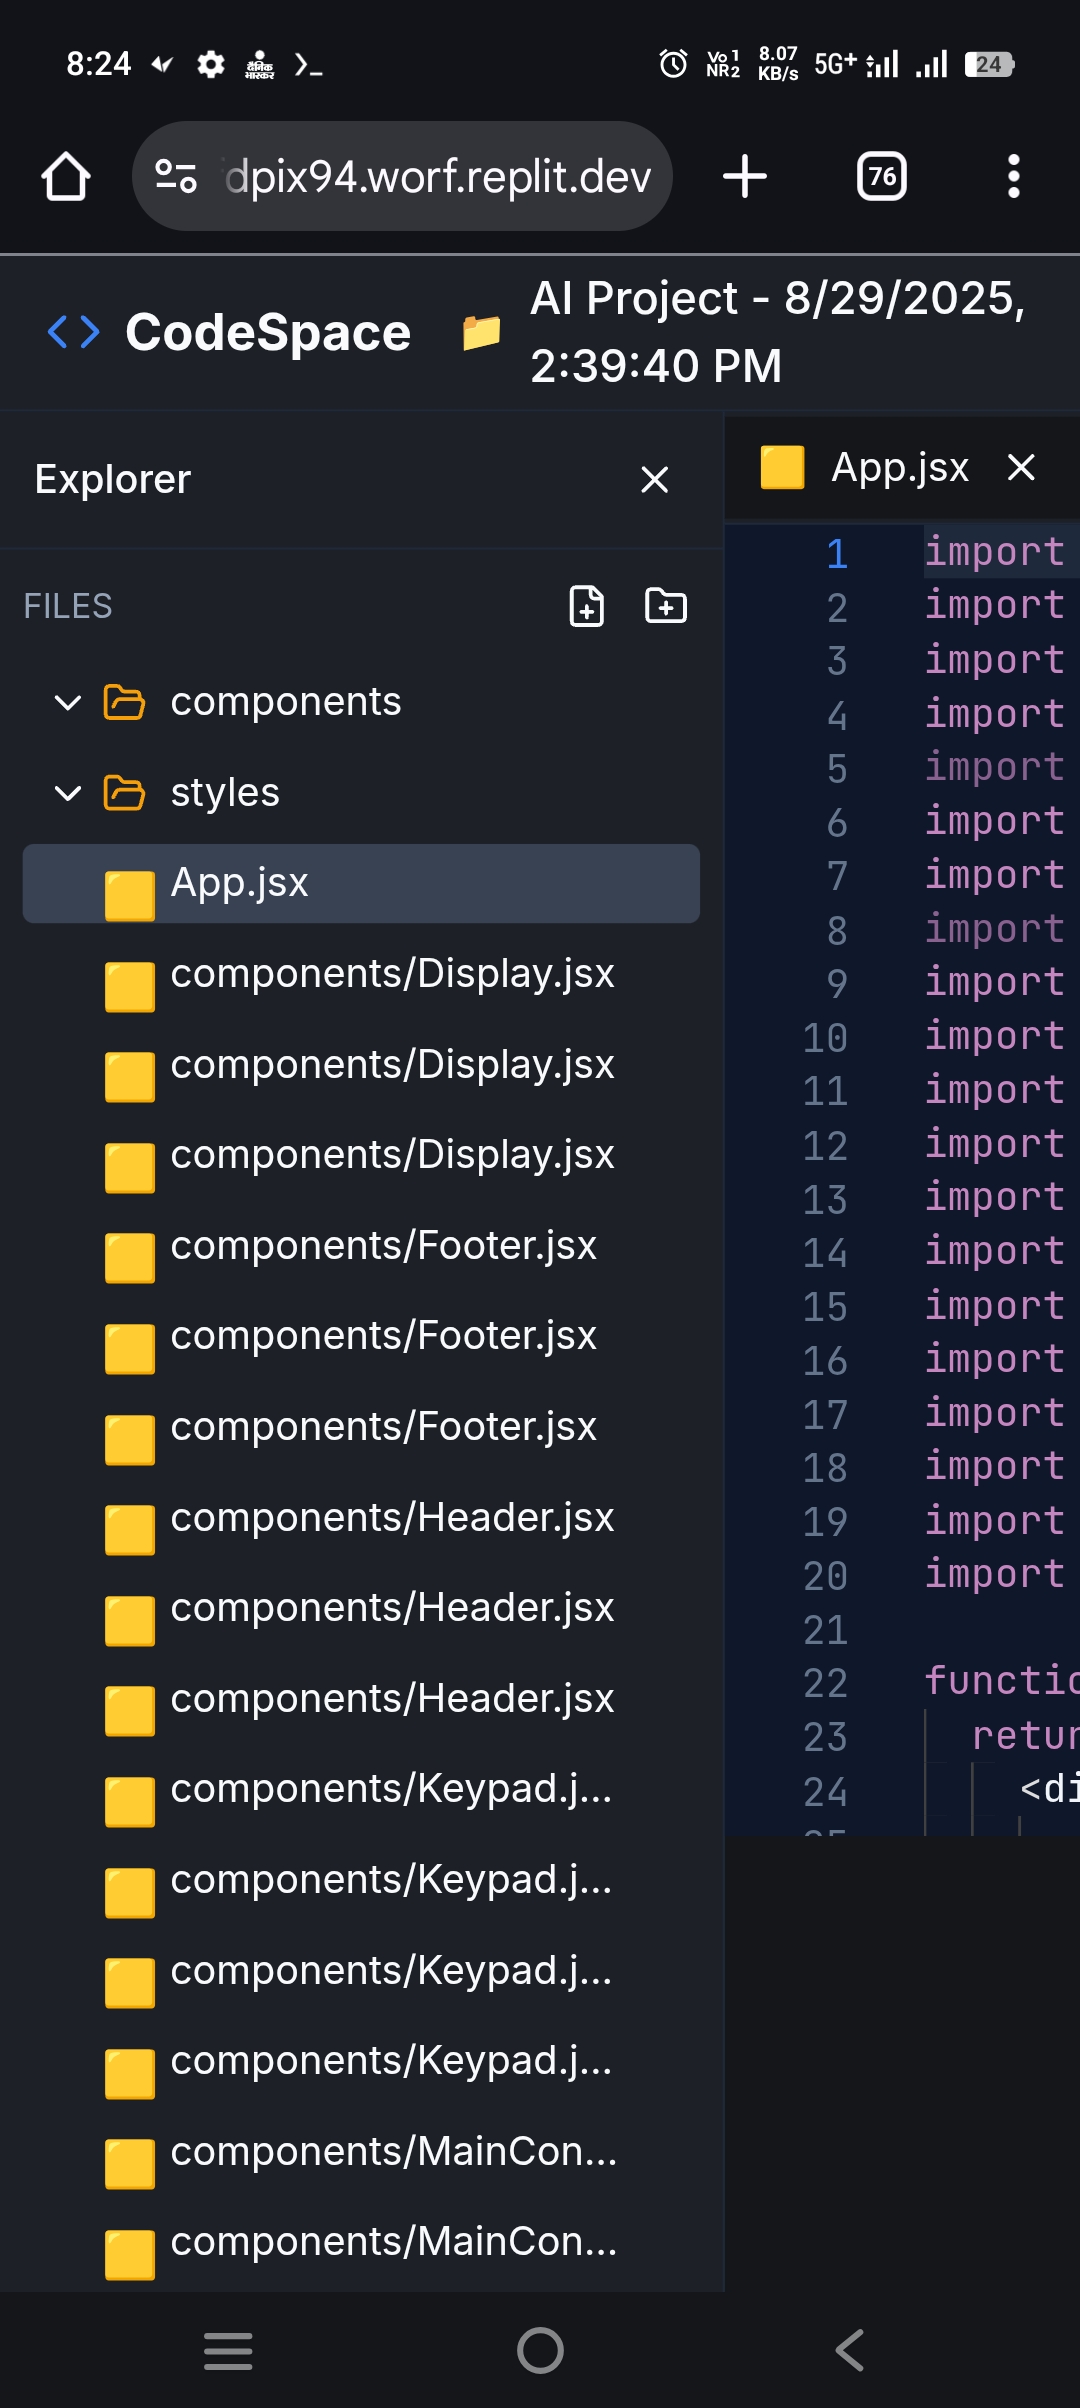 8:24
दैनिक
भास्कर
Vo 1
NR2
8.07
KB/s
5G+
24
dpix94.worf.replit.dev
76
CodeSpace
AI Project - 8/29/2025,
2:39:40 PM
Explorer
App.jsx
FILES
components
styles
App.jsx
components/Display.jsx
components/Display.jsx
components/Display.jsx
components/Footer.jsx
components/Footer.jsx
components/Footer.jsx
components/Header.jsx
components/Header.jsx
components/Header.jsx
components/Keypad.j...
components/Keypad.j...
components/Keypad.j...
components/Keypad.j...
components/MainCon...
components/MainCon...
1 import
2 import
3 import
4 import
5 import
6 import
7 import
8 import
9 import
10 import
11 import
12 import
13 import
14 import
15 import
16 import
17 import
18 import
19 import
20 import
21
22 functio
23 retur
24 <di